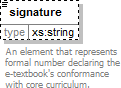 signature
type xs:string
An element that represents
formal number declaring the
e-textbook's conformance
with core curriculum.